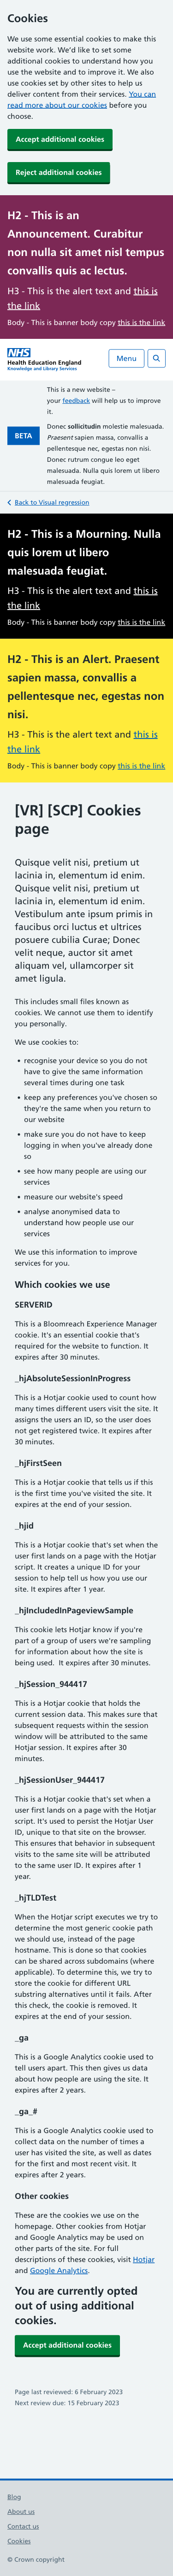 Cookies
We use some essential cookies to make this
website work. We’d like to set some
additional cookies to understand how you
use the website and to improve it. We also
use cookies set by other sites to help us
deliver content from their services. You can
read more about our cookies before you
choose.
Accept additional cookies
Reject additional cookies
H2 - This is an
Announcement. Curabitur
non nulla sit amet nisl tempus
convallis quis ac lectus.
H3 - This is the alert text and this is
the link
Body - This is banner body copy this is the link
NHS
Health Education England
Knowledge and Library Services
Menu
BETA
This is a new website –
your feedback will help us to improve
it.
Donec sollicitudin molestie malesuada.
Praesent sapien massa, convallis a
pellentesque nec, egestas non nisi.
Donec rutrum congue leo eget
malesuada. Nulla quis lorem ut libero
malesuada feugiat.
Back to Visual regression
H2 - This is a Mourning. Nulla
quis lorem ut libero
malesuada feugiat.
H3 - This is the alert text and this is
the link
Body - This is banner body copy this is the link
H2 - This is an Alert. Praesent
sapien massa, convallis a
pellentesque nec, egestas non
nisi.
H3 - This is the alert text and this is
the link
Body - This is banner body copy this is the link
[VR] [SCP] Cookies
page
Quisque velit nisi, pretium ut
lacinia in, elementum id enim.
Quisque velit nisi, pretium ut
lacinia in, elementum id enim.
Vestibulum ante ipsum primis in
faucibus orci luctus et ultrices
posuere cubilia Curae; Donec
velit neque, auctor sit amet
aliquam vel, ullamcorper sit
amet ligula.
This includes small files known as
cookies. We cannot use them to identify
you personally.
We use cookies to:
• recognise your device so you do not
have to give the same information
several times during one task
• keep any preferences you've chosen so
they're the same when you return to
our website
• make sure you do not have to keep
logging in when you've already done
so
• see how many people are using our
services
• measure our website's speed
• analyse anonymised data to
understand how people use our
services
We use this information to improve
services for you.
Which cookies we use
SERVERID
This is a Bloomreach Experience Manager
cookie. It's an essential cookie that's
required for the website to function. It
expires after 30 minutes.
_hjAbsoluteSessionInProgress
This is a Hotjar cookie used to count how
many times different users visit the site. It
assigns the users an ID, so the user does
not get registered twice. It expires after
30 minutes.
_hjFirstSeen
This is a Hotjar cookie that tells us if this
is the first time you've visited the site. It
expires at the end of your session.
_hjid
This is a Hotjar cookie that's set when the
user first lands on a page with the Hotjar
script. It creates a unique ID for your
internet browser to help us how you use
our site. It expires after 1 year.
_hjIncludedInPageviewSample
This cookie lets Hotjar know if you're
part of a group of users we're sampling
for information about how the site is
being used. It expires after 30 minutes.
_hjSession_944417
This is a Hotjar cookie that holds the
current session data. This makes sure that
subsequent requests within the session
window will be attributed to the same
Hotjar session. It expires after 30
minutes.
_hjSessionUser_944417
This is a Hotjar cookie that's set when a
user first lands on a page with the Hotjar
script. It's used to persist the Hotjar User
ID, unique to that site on the browser.
This ensures that behavior in subsequent
visits to the same site will be attributed
to the same user ID. It expires after 1
year.
_hjTLDTest
When the Hotjar script executes we try to
determine the most generic cookie path
we should use, instead of the page
hostname. This is done so that cookies
can be shared across subdomains (where
applicable). To determine this, we try to
store the cookie for different URL
substring alternatives until it fails. After
this check, the cookie is removed. It
expires at the end of your session.
_ga
This is a Google Analytics cookie used to
tell users apart. This then gives us data
about how people are using the site. It
expires after 2 years.
_ga_#
This is a Google Analytics cookie used to
collect data on the number of times a
user has visited the site, as well as dates
for the first and most recent visit. It
expires after 2 years.
Other cookies
These are the cookies we use on the
homepage. Other cookies from Hotjar
and Google Analytics may be used on
other parts of the site. For full
descriptions of these cookies, visit Hotjar
and Google Analytics.
You are currently opted
out of using additional
cookies.
Accept additional cookies
Page last reviewed: 6 February 2023
Next review due: 15 February 2023
Blog
About us
Contact us
Cookies
© Crown copyright